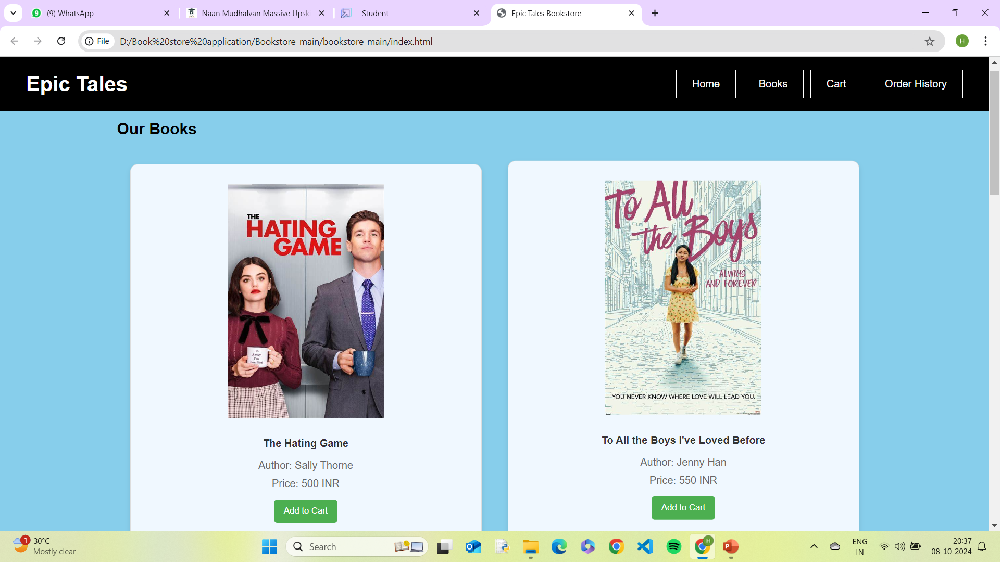 9
(9) WhatsApp
Naan Mudhalvan Massive Upsk
- Student
Epic Tales Bookstore
File
D:/Book%20store%20application/Bookstore_main/bookstore-main/index.html
H
Epic Tales
Home
Books
Cart
Order History
Our Books
THE
HATING
GAME
Go
Away
I'm
Reading
The Hating Game
Author: Sally Thorne
Price: 500 INR
Add to Cart
To All
the Boys
ALWAYS
AND FOREVER
YOU NEVER KNOW WHERE LOVE WILL LEAD YOU.
To All the Boys I've Loved Before
Author: Jenny Han
Price: 550 INR
Add to Cart
1
30°C
Mostly clear
Search
H
ENG
IN
20:37
08-10-2024